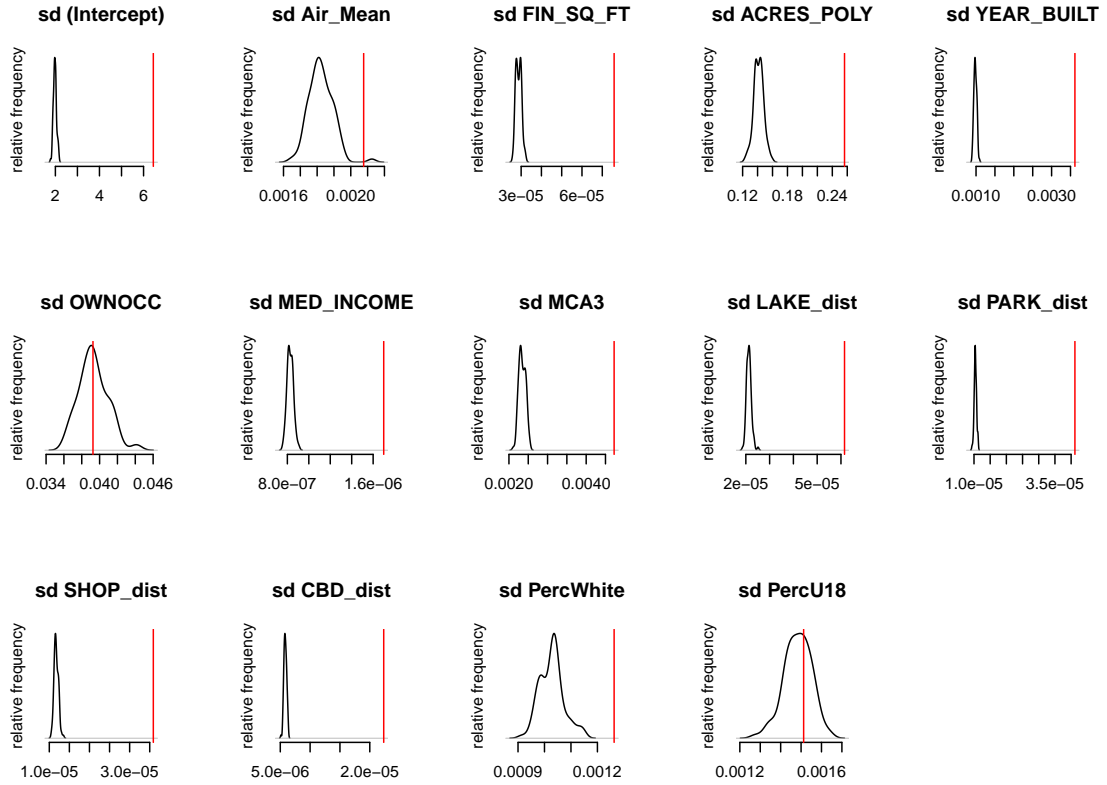 sd (Intercept)
relative frequency
2 4 6
sd Air_Mean
relative frequency
0.0016 0.0020
sd FIN_SQ_FT
relative frequency
3e−05 6e−05
sd ACRES_POLY
relative frequency
0.12 0.18 0.24
sd YEAR_BUILT
relative frequency
0.0010 0.0030
sd OWNOCC
relative frequency
0.034 0.040 0.046
sd MED_INCOME
relative frequency
8.0e−07 1.6e−06
sd MCA3
relative frequency
0.0020 0.0040
sd LAKE_dist
relative frequency
2e−05 5e−05
sd PARK_dist
relative frequency
1.0e−05 3.5e−05
sd SHOP_dist
relative frequency
1.0e−05 3.0e−05
sd CBD_dist
relative frequency
5.0e−06 2.0e−05
sd PercWhite
relative frequency
0.0009 0.0012
sd PercU18
relative frequency
0.0012 0.0016